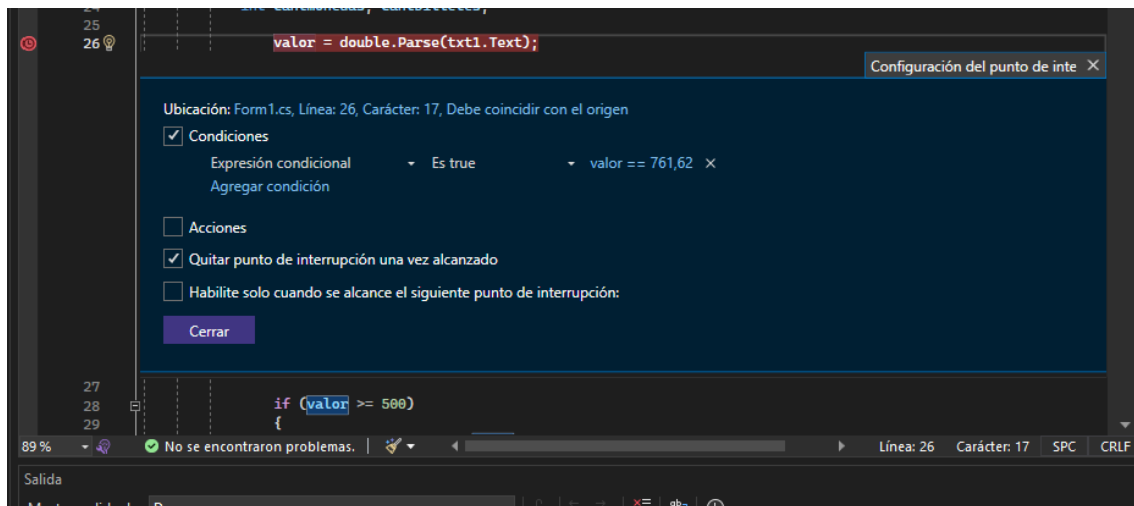 25
26 valor = double.Parse(txt1.Text);
Configuración del punto de inte
Ubicación: Form1.cs, Línea: 26, Carácter: 17, Debe coincidir con el origen
Condiciones
Expresión condicional Es true valor == 761,62
Agregar condición
Acciones
Quitar punto de interrupción una vez alcanzado
Habilite solo cuando se alcance el siguiente punto de interrupción:
Cerrar
27
28 if (valor >= 500)
29 {
89 % No se encontraron problemas. Línea: 26 Carácter: 17 SPC CRLF
Salida